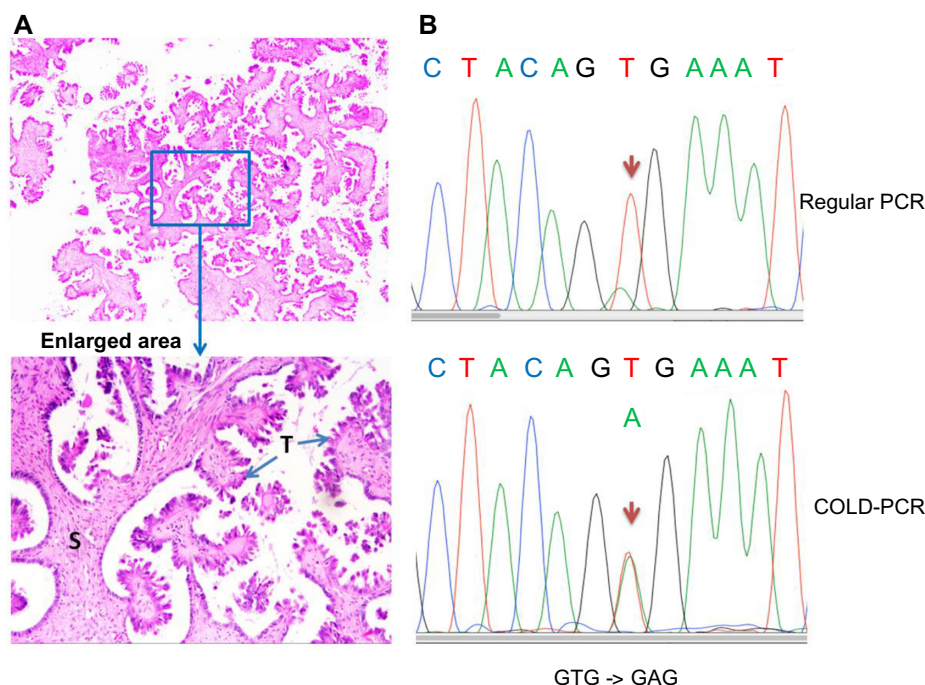 A
Enlarged area
T
S
B
C T A C A G T G A A A T
Regular PCR
C T A C A G T G A A A T
A
COLD-PCR
GTG -> GAG